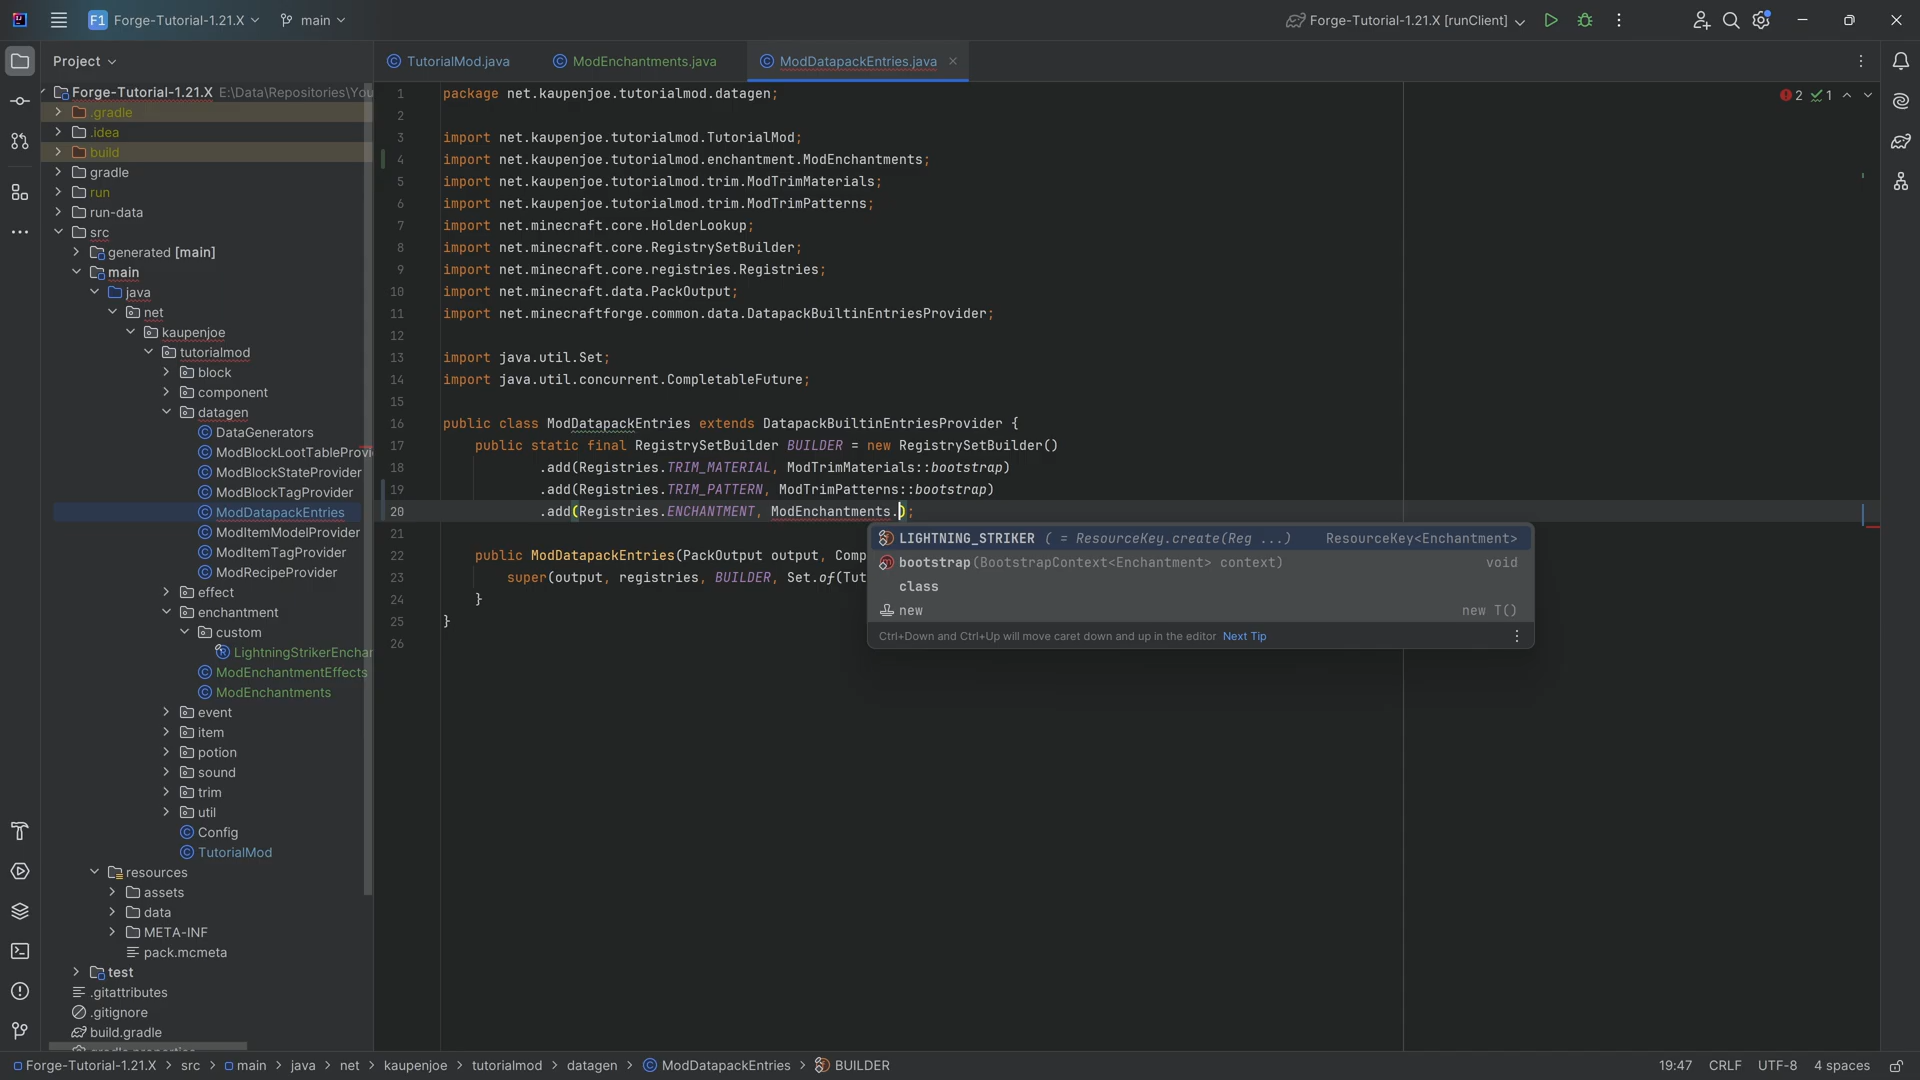 F1 Forge-Tutorial-1.21.X main Forge-Tutorial-1.21.X [runClient]
Project
TutorialMod.java ModEnchantments.java ModDatapackEntries.java
Forge-Tutorial-1.21.X E:\Data\Repositories\You
.gradle
.idea
build
gradle
run
run-data
src
generated [main]
main
java
net
kaupenjoe
tutorialmod
block
component
datagen
DataGenerators
ModBlockLootTableProvi
ModBlockStateProvider
ModBlockTagProvider
ModDatapackEntries
ModItemModelProvider
ModItemTagProvider
ModRecipeProvider
effect
enchantment
custom
LightningStrikerEnchan
ModEnchantmentEffects
ModEnchantments
event
item
potion
sound
trim
util
Config
TutorialMod
resources
assets
data
META-INF
pack.mcmeta
test
.gitattributes
.gitignore
build.gradle
2 1
1 package net.kaupenjoe.tutorialmod.datagen;
2
3 import net.kaupenjoe.tutorialmod.TutorialMod;
4 import net.kaupenjoe.tutorialmod.enchantment.ModEnchantments;
5 import net.kaupenjoe.tutorialmod.trim.ModTrimMaterials;
6 import net.kaupenjoe.tutorialmod.trim.ModTrimPatterns;
7 import net.minecraft.core.HolderLookup;
8 import net.minecraft.core.RegistrySetBuilder;
9 import net.minecraft.core.registries.Registries;
10 import net.minecraft.data.PackOutput;
11 import net.minecraftforge.common.data.DatapackBuiltinEntriesProvider;
12
13 import java.util.Set;
14 import java.util.concurrent.CompletableFuture;
15
16 public class ModDatapackEntries extends DatapackBuiltinEntriesProvider {
17 public static final RegistrySetBuilder BUILDER = new RegistrySetBuilder()
18 .add(Registries.TRIM_MATERIAL, ModTrimMaterials::bootstrap)
19 .add(Registries.TRIM_PATTERN, ModTrimPatterns::bootstrap)
20 .add(Registries.ENCHANTMENT, ModEnchantments.);
21
22 public ModDatapackEntries(PackOutput output, Comp
23 super(output, registries, BUILDER, Set.of(Tut
24 }
25 }
26
LIGHTNING_STRIKER ( = ResourceKey.create(Reg ...) ResourceKey<Enchantment>
bootstrap(BootstrapContext<Enchantment> context) void
class
new new T()
Ctrl+Down and Ctrl+Up will move caret down and up in the editor Next Tip
Forge-Tutorial-1.21.X > src > main > java > net > kaupenjoe > tutorialmod > datagen > ModDatapackEntries > BUILDER 19:47 CRLF UTF-8 4 spaces